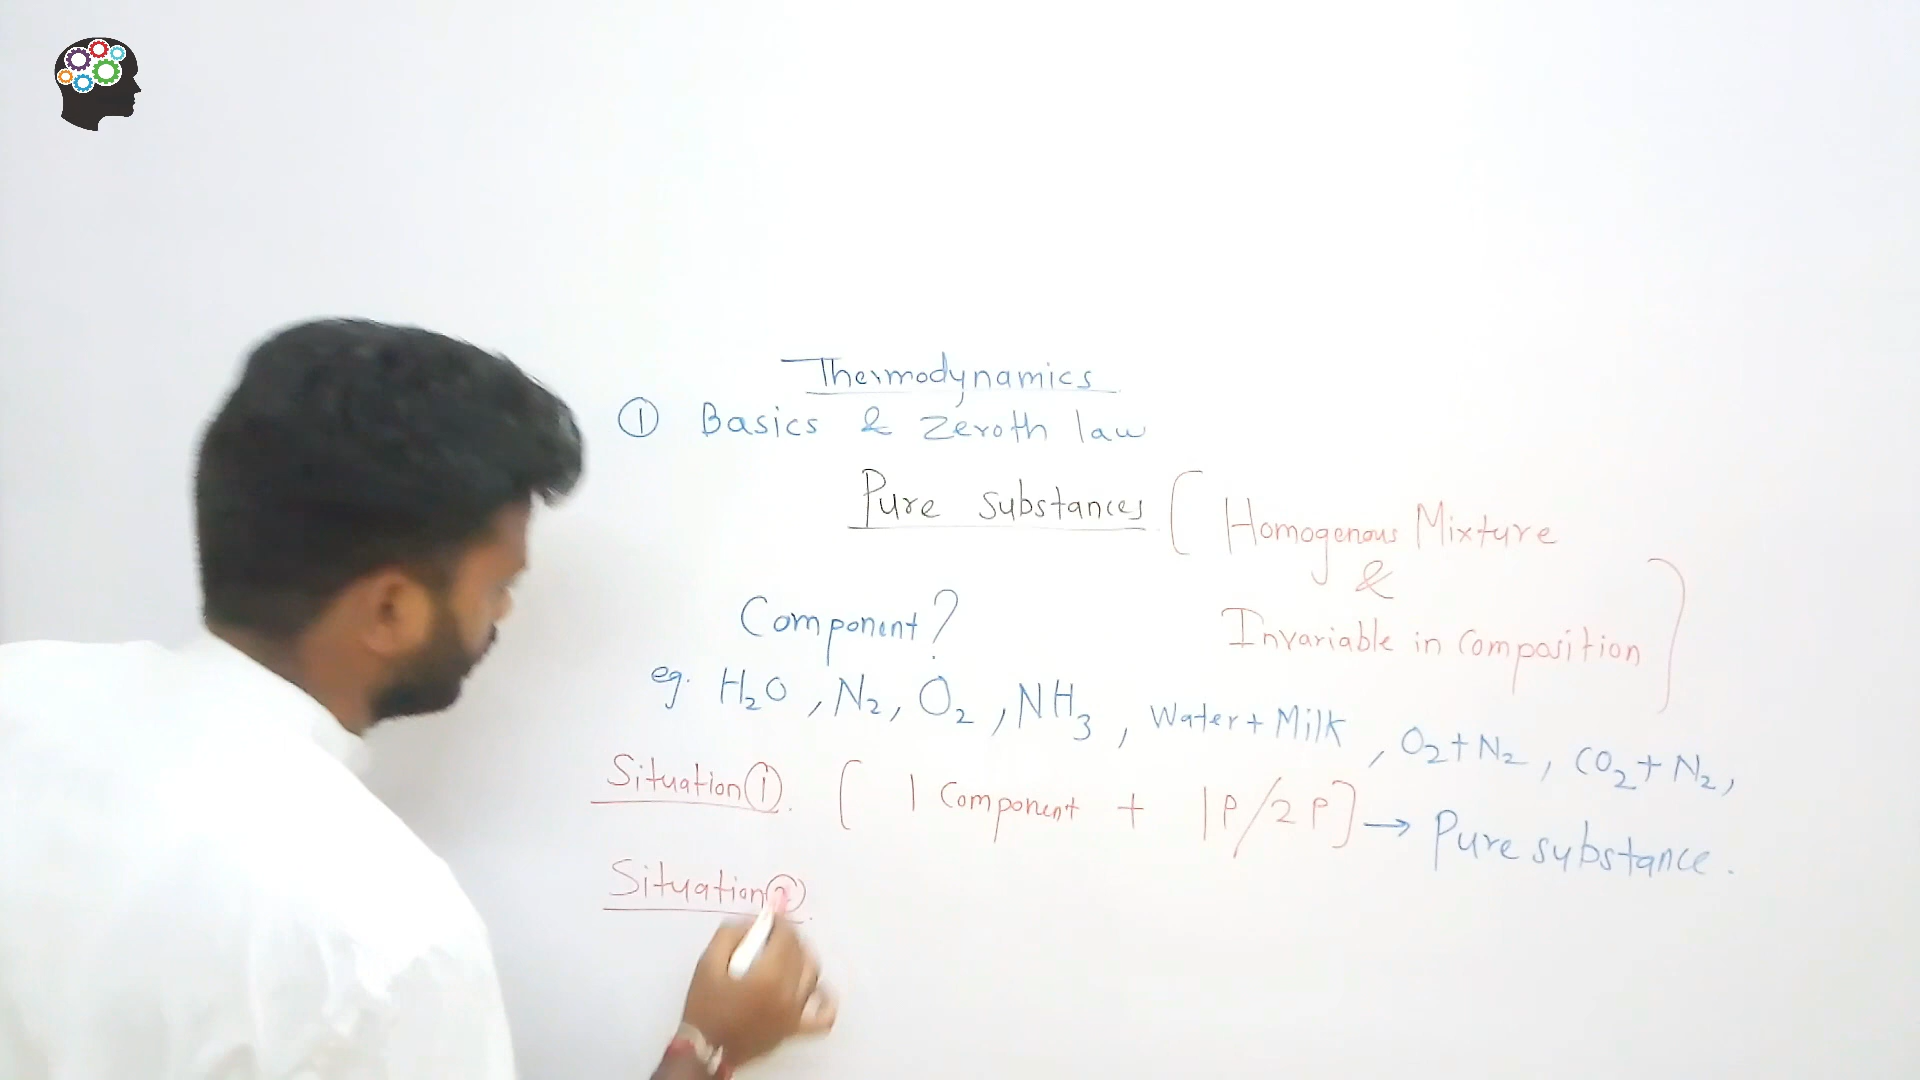 Thermodynamics
① Basics & Zeroth law
Pure substances [ Homogenous Mixture
&
Invariable in composition ]
Component?
eg. H₂O, N₂, O₂, NH₃, Water + Milk, O₂+N₂, CO₂+N₂,
Situation ①. [ 1 Component + 1P/2P ] → Pure substance.
Situation ②.